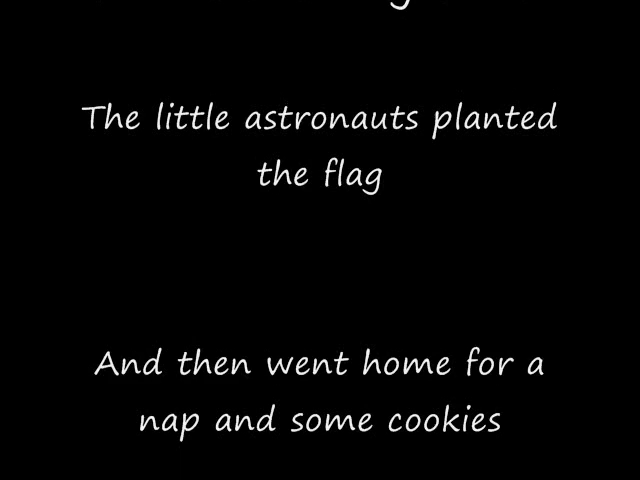 The little astronauts planted
the flag
And then went home for a
nap and some cookies